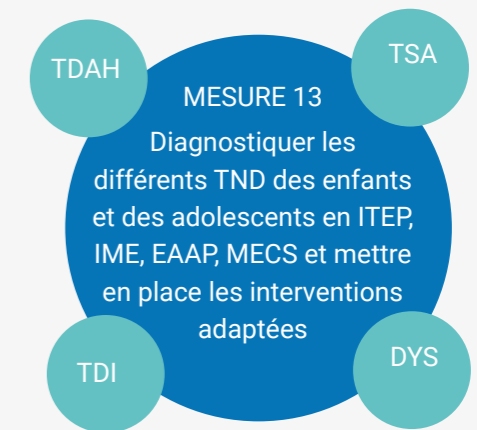 TDAH
TSA
MESURE 13
Diagnostiquer les
différents TND des enfants
et des adolescents en ITEP,
IME, EAAP, MECS et mettre
en place les interventions
adaptées
TDI
DYS